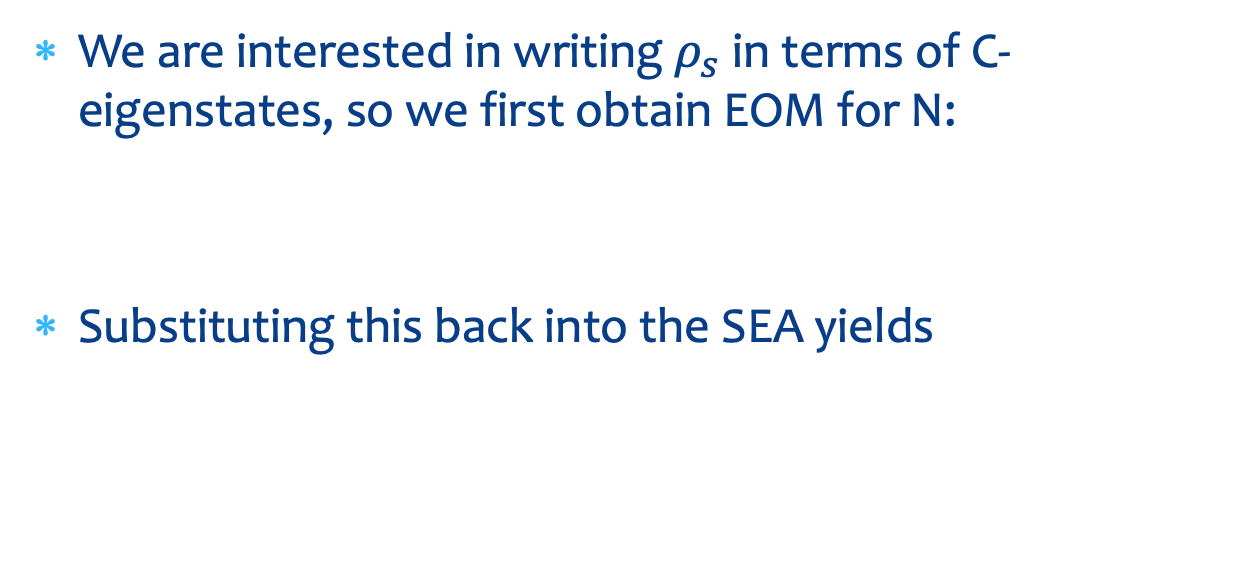 * We are interested in writing ρₛ in terms of C-
eigenstates, so we first obtain EOM for N:
* Substituting this back into the SEA yields